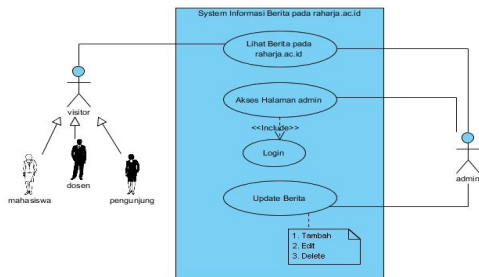 System Informasi Berita pada raharja.ac.id
Lihat Berita pada
raharja.ac.id
visitor
Akses Halaman admin
<<Include>>
Login
admin
mahasiswa
dosen
pengunjung
Update Berita
1. Tambah
2. Edit
3. Delete